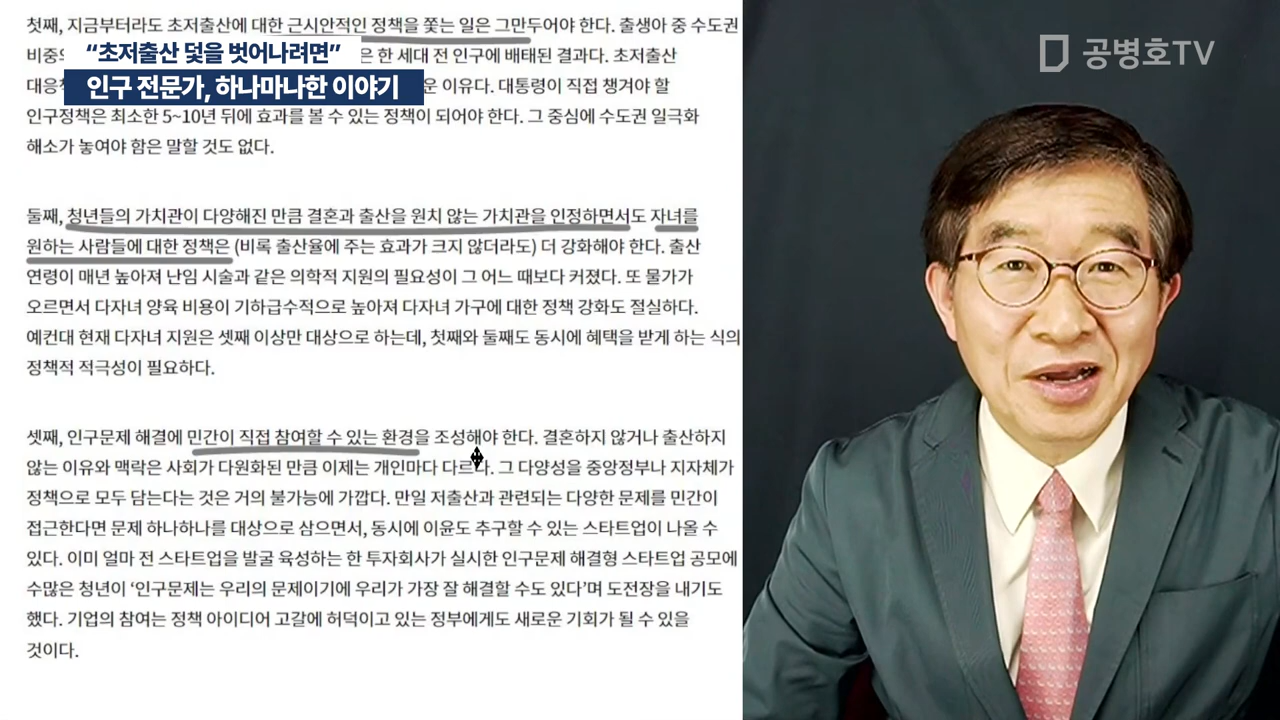 첫째, 지금부터라도 초저출산에 대한 근시안적인 정책을 쫓는 일은 그만두어야 한다. 출생아 중 수도권
비중의
은 한 세대 전 인구에 배태된 결과다. 초저출산
대응책
운 이유다. 대통령이 직접 챙겨야 할
인구정책은 최소한 5~10년 뒤에 효과를 볼 수 있는 정책이 되어야 한다. 그 중심에 수도권 일극화
해소가 놓여야 함은 말할 것도 없다.
“초저출산 덫을 벗어나려면”
인구 전문가, 하나마나한 이야기
공병호TV
둘째, 청년들의 가치관이 다양해진 만큼 결혼과 출산을 원치 않는 가치관을 인정하면서도 자녀를
원하는 사람들에 대한 정책은 (비록 출산율에 주는 효과가 크지 않더라도) 더 강화해야 한다. 출산
연령이 매년 높아져 난임 시술과 같은 의학적 지원의 필요성이 그 어느 때보다 커졌다. 또 물가가
오르면서 다자녀 양육 비용이 기하급수적으로 높아져 다자녀 가구에 대한 정책 강화도 절실하다.
예컨대 현재 다자녀 지원은 셋째 이상만 대상으로 하는데, 첫째와 둘째도 동시에 혜택을 받게 하는 식의
정책적 적극성이 필요하다.
셋째, 인구문제 해결에 민간이 직접 참여할 수 있는 환경을 조성해야 한다. 결혼하지 않거나 출산하지
않는 이유와 맥락은 사회가 다원화된 만큼 이제는 개인마다 다르다. 그 다양성을 중앙정부나 지자체가
정책으로 모두 담는다는 것은 거의 불가능에 가깝다. 만일 저출산과 관련되는 다양한 문제를 민간이
접근한다면 문제 하나하나를 대상으로 삼으면서, 동시에 이윤도 추구할 수 있는 스타트업이 나올 수
있다. 이미 얼마 전 스타트업을 발굴 육성하는 한 투자회사가 실시한 인구문제 해결형 스타트업 공모에
수많은 청년이 ‘인구문제는 우리의 문제이기에 우리가 가장 잘 해결할 수도 있다’며 도전장을 내기도
했다. 기업의 참여는 정책 아이디어 고갈에 허덕이고 있는 정부에게도 새로운 기회가 될 수 있을
것이다.